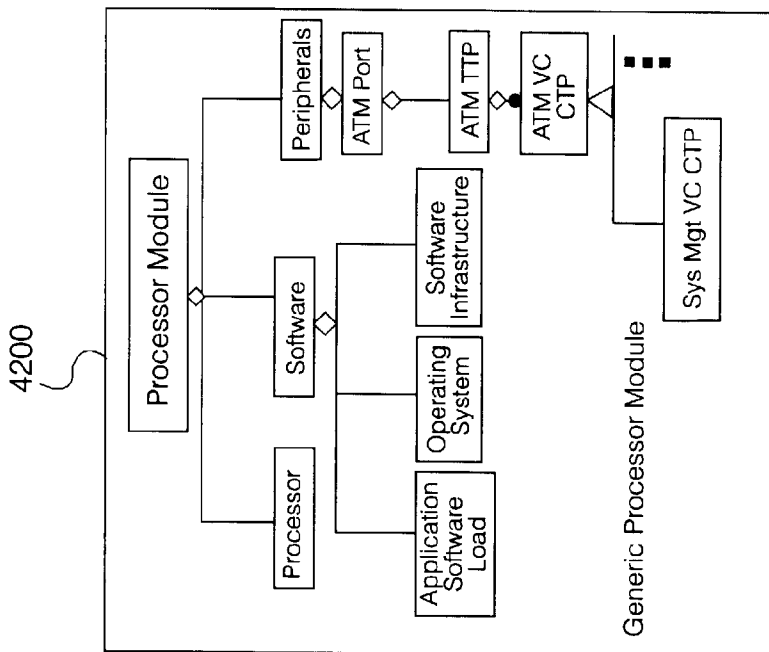 4200
Processor Module
Processor
Software
Peripherals
ATM Port
Application
Software
Load
Operating
System
Software
Infrastructure
ATM TTP
ATM VC
CTP
Generic Processor Module
Sys Mgt VC CTP